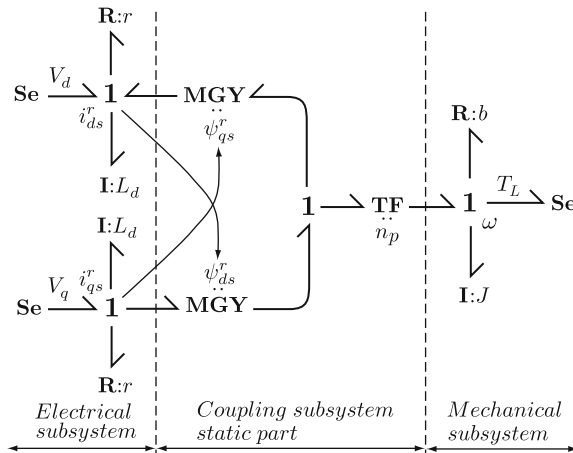 R:r
Se V_d 1 MGY
i^r_ds ψ^r_qs
R:b
I:L_d
I:L_d
1 TF 1 T_L Se
n_p ω
i^r_qs ψ^r_ds
Se V_q 1 MGY
I:J
R:r
Electrical subsystem
Coupling subsystem static part
Mechanical subsystem